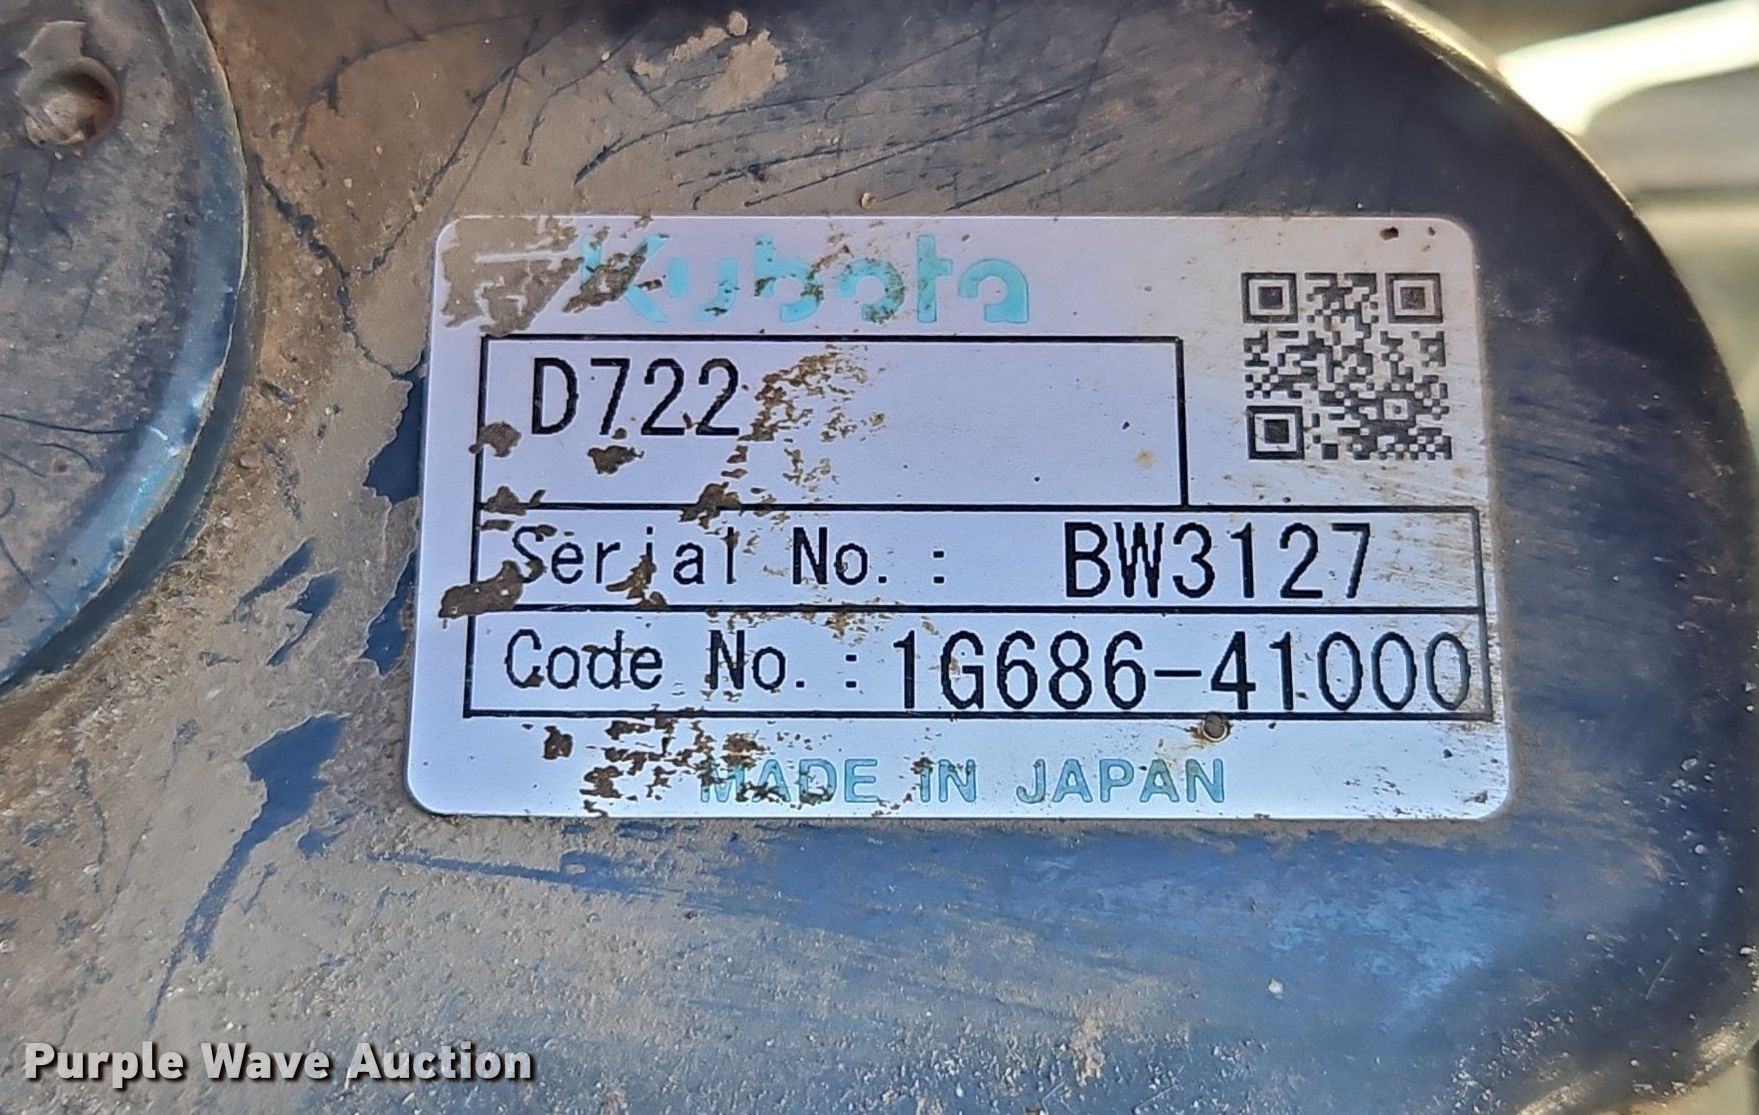 Kubota
D722
Serial No. : BW3127
Code No. : 1G686-41000
MADE IN JAPAN
Purple Wave Auction